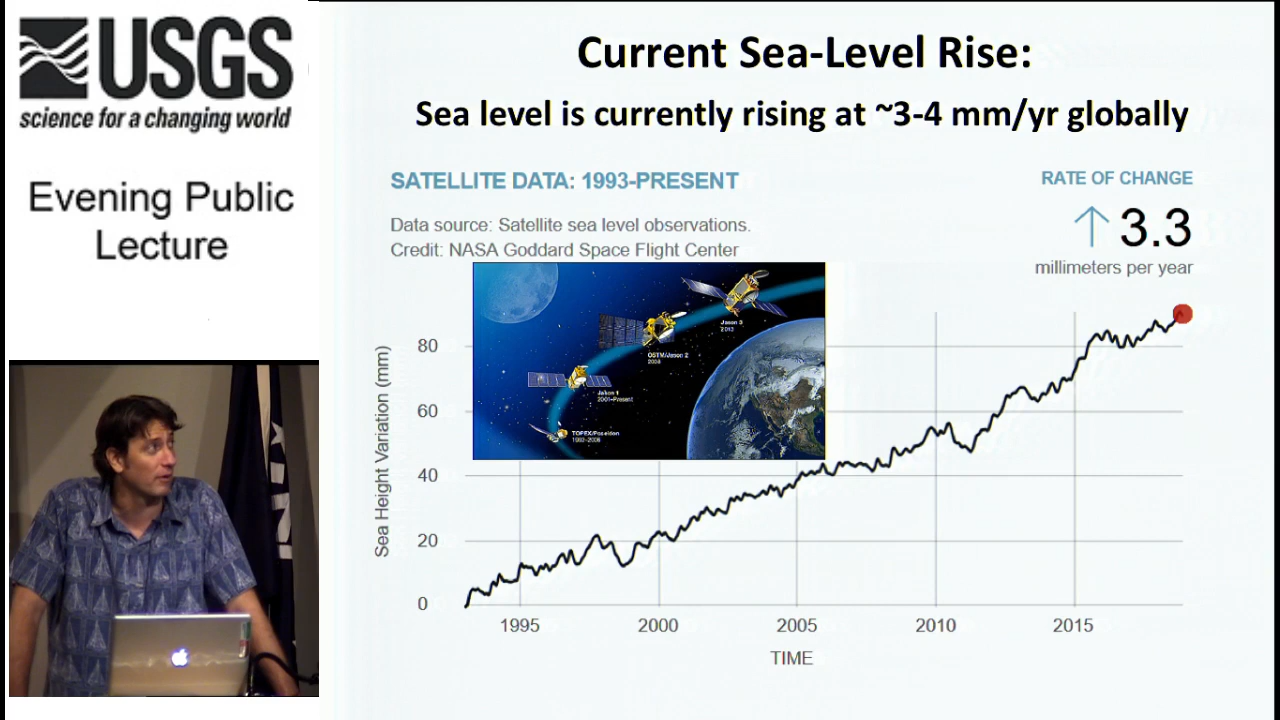 USGS
science for a changing world
Evening Public
Lecture
Current Sea-Level Rise:
Sea level is currently rising at ~3-4 mm/yr globally
SATELLITE DATA: 1993-PRESENT
Data source: Satellite sea level observations.
Credit: NASA Goddard Space Flight Center
RATE OF CHANGE
↑ 3.3
millimeters per year
Jason 3
2013
OSTM/Jason 2
2008
Jason 1
2001-Present
TOPEX/Poseidon
1992-2006
Sea Height Variation (mm)
80
60
40
20
0
1995
2000
2005
2010
2015
TIME